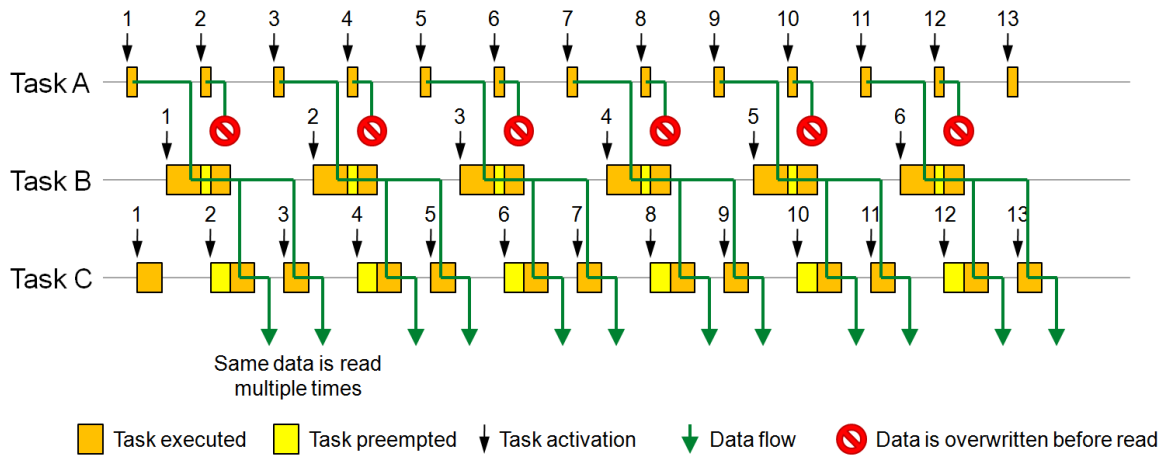 1 2 3 4 5 6 7 8 9 10 11 12 13
Task A
1 2 3 4 5 6
Task B
1 2 3 4 5 6 7 8 9 10 11 12 13
Task C
Same data is read
multiple times
Task executed Task preempted Task activation Data flow Data is overwritten before read